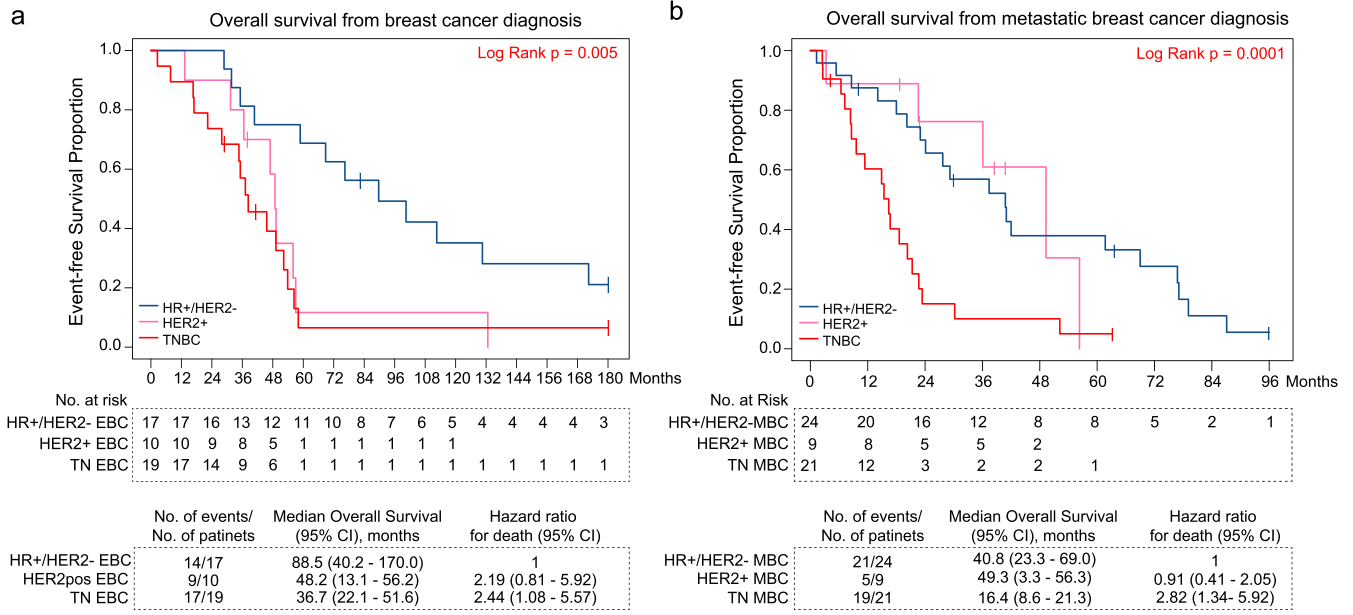 a
Overall survival from breast cancer diagnosis
Log Rank p = 0.005
Event-free Survival Proportion
1.0
0.8
0.6
0.4
0.2
0.0
HR+/HER2-
HER2+
TNBC
0 12 24 36 48 60 72 84 96 108 120 132 144 156 168 180 Months
No. at risk
HR+/HER2- EBC 17 17 16 13 12 11 10 8 7 6 5 4 4 4 4 3
HER2+ EBC 10 10 9 8 5 1 1 1 1 1 1
TN EBC 19 17 14 9 6 1 1 1 1 1 1 1 1 1 1 1
No. of events/ Median Overall Survival Hazard ratio
No. of patinets (95% CI), months for death (95% CI)
HR+/HER2- EBC 14/17 88.5 (40.2 - 170.0) 1
HER2pos EBC 9/10 48.2 (13.1 - 56.2) 2.19 (0.81 - 5.92)
TN EBC 17/19 36.7 (22.1 - 51.6) 2.44 (1.08 - 5.57)
b
Overall survival from metastatic breast cancer diagnosis
Log Rank p = 0.0001
Event-free Survival Proportion
1.0
0.8
0.6
0.4
0.2
0.0
HR+/HER2-
HER2+
TNBC
0 12 24 36 48 60 72 84 96 Months
No. at Risk
HR+/HER2-MBC 24 20 16 12 8 8 5 2 1
HER2+ MBC 9 8 5 5 2
TN MBC 21 12 3 2 2 1
No. of events/ Median Overall Survival Hazard ratio
No. of patinets (95% CI), months for death (95% CI)
HR+/HER2- MBC 21/24 40.8 (23.3 - 69.0) 1
HER2+ MBC 5/9 49.3 (3.3 - 56.3) 0.91 (0.41 - 2.05)
TN MBC 19/21 16.4 (8.6 - 21.3) 2.82 (1.34- 5.92)